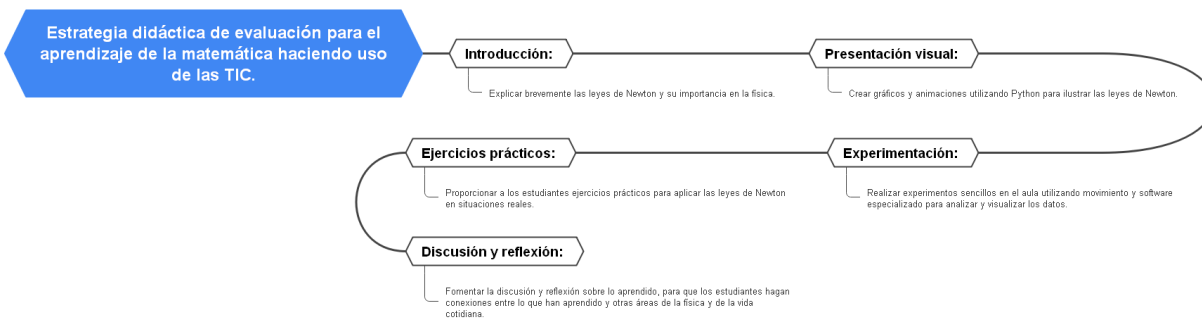 Estrategia didáctica de evaluación para el
aprendizaje de la matemática haciendo uso
de las TIC.
Introducción:
Explicar brevemente las leyes de Newton y su importancia en la física.
Presentación visual:
Crear gráficos y animaciones utilizando Python para ilustrar las leyes de Newton.
Experimentación:
Realizar experimentos sencillos en el aula utilizando movimiento y software
especializado para analizar y visualizar los datos.
Ejercicios prácticos:
Proporcionar a los estudiantes ejercicios prácticos para aplicar las leyes de Newton
en situaciones reales.
Discusión y reflexión:
Fomentar la discusión y reflexión sobre lo aprendido, para que los estudiantes hagan
conexiones entre lo que han aprendido y otras áreas de la física y de la vida
cotidiana.